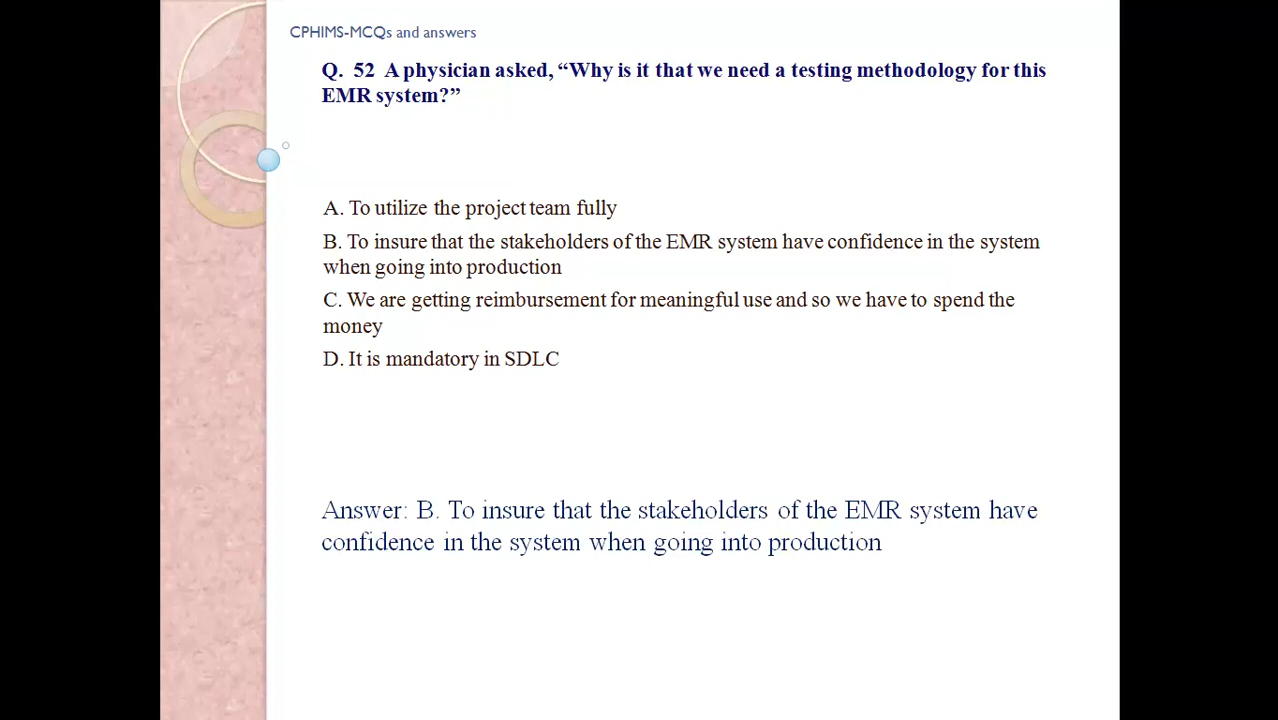 CPHIMS-MCQs and answers
Q. 52 A physician asked, “Why is it that we need a testing methodology for this
EMR system?”
A. To utilize the project team fully
B. To insure that the stakeholders of the EMR system have confidence in the system
when going into production
C. We are getting reimbursement for meaningful use and so we have to spend the
money
D. It is mandatory in SDLC
Answer: B. To insure that the stakeholders of the EMR system have
confidence in the system when going into production